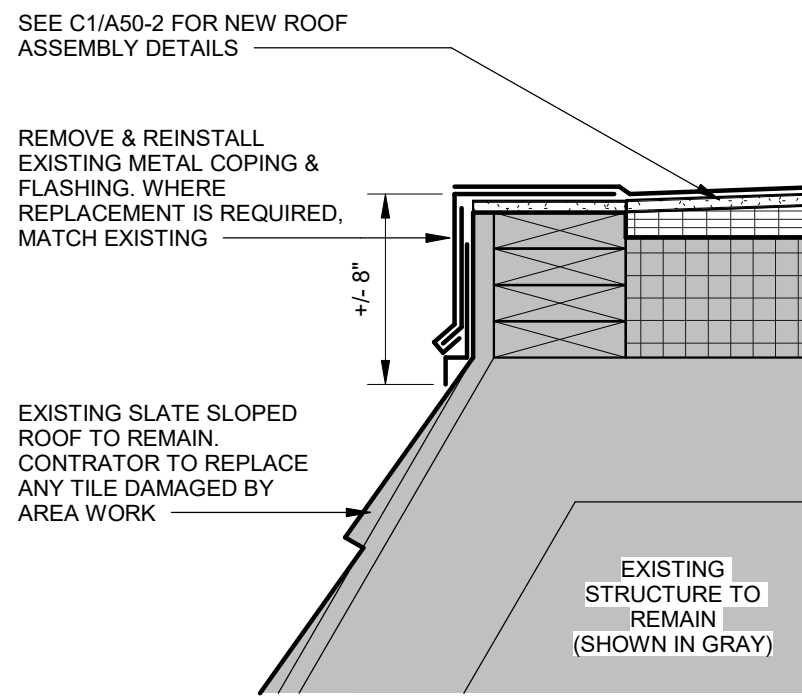 SEE C1/A50-2 FOR NEW ROOF
ASSEMBLY DETAILS
REMOVE & REINSTALL
EXISTING METAL COPING &
FLASHING. WHERE
REPLACEMENT IS REQUIRED,
MATCH EXISTING
+/- 8"
EXISTING SLATE SLOPED
ROOF TO REMAIN.
CONTRATOR TO REPLACE
ANY TILE DAMAGED BY
AREA WORK
EXISTING
STRUCTURE TO
REMAIN
(SHOWN IN GRAY)